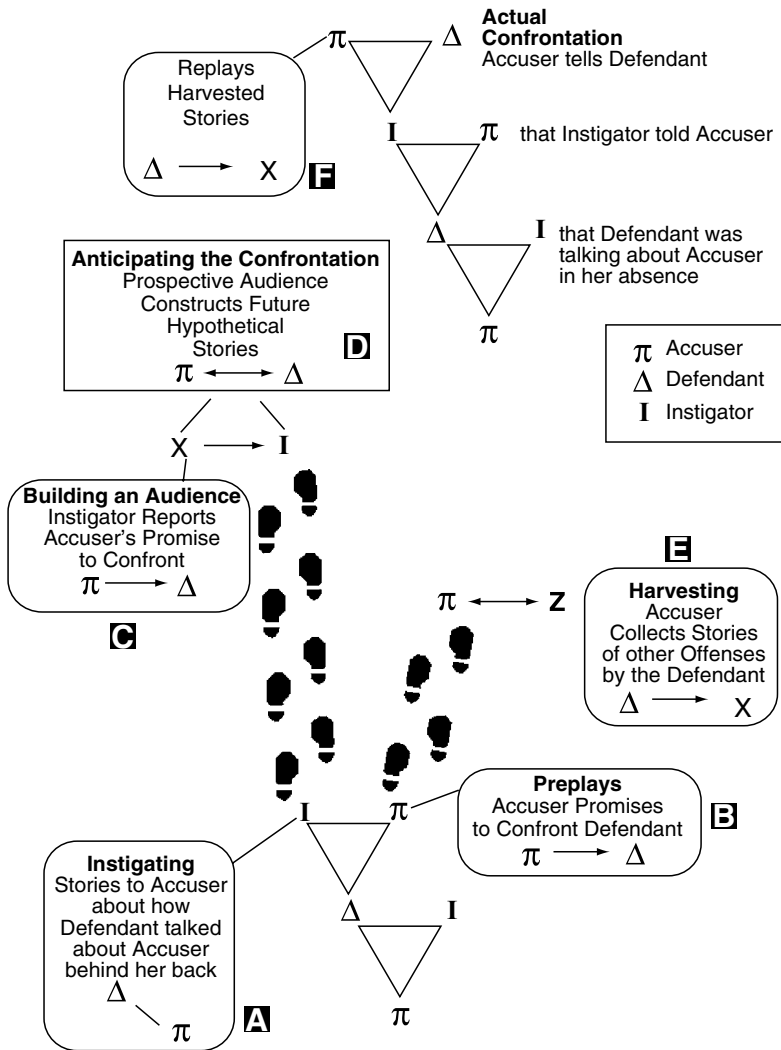 π
Δ
Actual
Confrontation
Accuser tells Defendant
Replays
Harvested
Stories
Δ → X
F
I
π
that Instigator told Accuser
Δ
I
that Defendant was
talking about Accuser
in her absence
π
Anticipating the Confrontation
Prospective Audience
Constructs Future
Hypothetical
Stories
π ↔ Δ
D
π Accuser
Δ Defendant
I Instigator
X → I
Building an Audience
Instigator Reports
Accuser's Promise
to Confront
π → Δ
C
E
π ↔ Z
Harvesting
Accuser
Collects Stories
of other Offenses
by the Defendant
Δ → X
I
π
Preplays
Accuser Promises
to Confront Defendant
π → Δ
B
Instigating
Stories to Accuser
about how
Defendant talked
about Accuser
behind her back
Δ
π
A
Δ
I
π